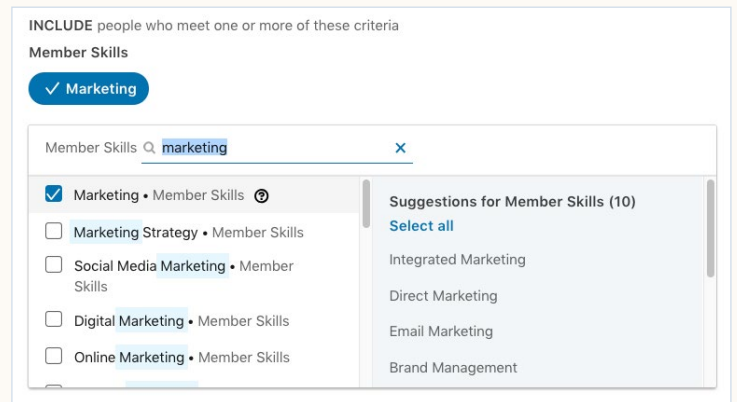 INCLUDE people who meet one or more of these criteria
Member Skills
Marketing
Member Skills marketing
Marketing • Member Skills
Marketing Strategy • Member Skills
Social Media Marketing • Member
Skills
Digital Marketing • Member Skills
Online Marketing • Member Skills
Suggestions for Member Skills (10)
Select all
Integrated Marketing
Direct Marketing
Email Marketing
Brand Management